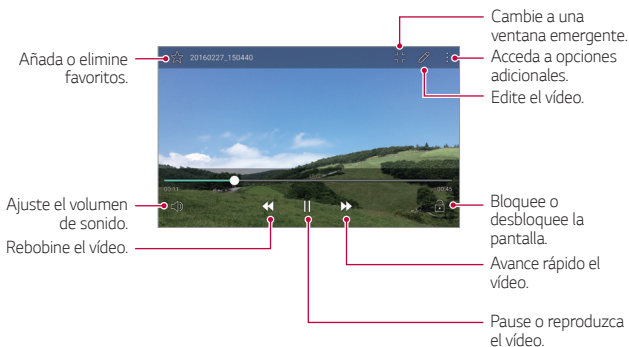 Cambie a una
ventana emergente.
Añada o elimine
favoritos.
20160227_150440
Acceda a opciones
adicionales.
Edite el vídeo.
00:11
00:45
Ajuste el volumen
de sonido.
Bloquee o
desbloquee la
pantalla.
Rebobine el vídeo.
Avance rápido el
vídeo.
Pause o reproduzca
el vídeo.